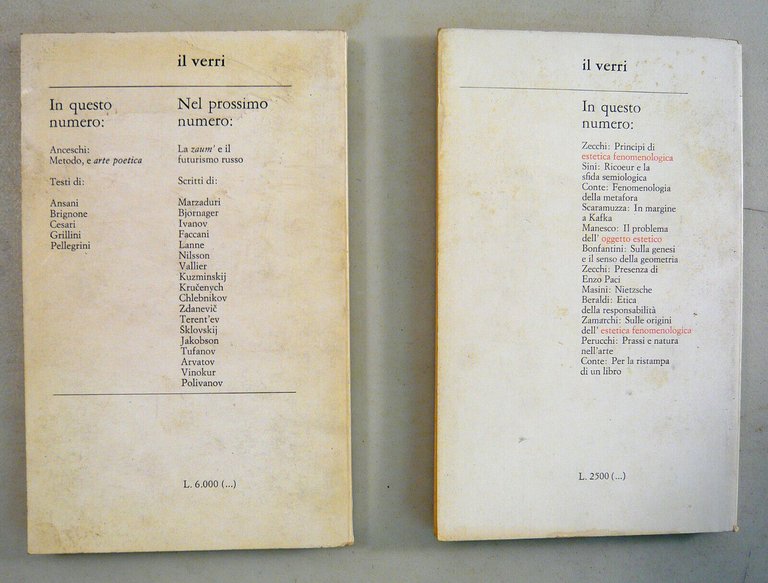 il verri
In questo
numero:
Anceschi:
Metodo, e arte poetica
Testi di:
Ansani
Brignone
Cesari
Grillini
Pellegrini
Nel prossimo
numero:
La zaum' e il
futurismo russo
Scritti di:
Marzaduri
Bjornager
Ivanov
Faccani
Lanne
Nilsson
Vallier
Kuzminskij
Kručenych
Chlebnikov
Zdanevič
Terent'ev
Sklovskij
Jakobson
Tufanov
Arvatov
Vinokur
Polivanov
L. 6.000 (...)
il verri
In questo
numero:
Zecchi: Principi di
estetica fenomenologica
Sini: Ricoeur e la
sfida semiologica
Conte: Fenomenologia
della metafora
Scaramuzza: In margine
a Kafka
Manesco: Il problema
dell' oggetto estetico
Bonfantini: Sulla genesi
e il senso della geometria
Zecchi: Presenza di
Enzo Paci
Masini: Nietzsche
Beraldi: Etica
della responsabilità
Zamarchi: Sulle origini
dell' estetica fenomenologica
Perucchi: Prassi e natura
nell'arte
Conte: Per la ristampa
di un libro
L. 2500 (...)